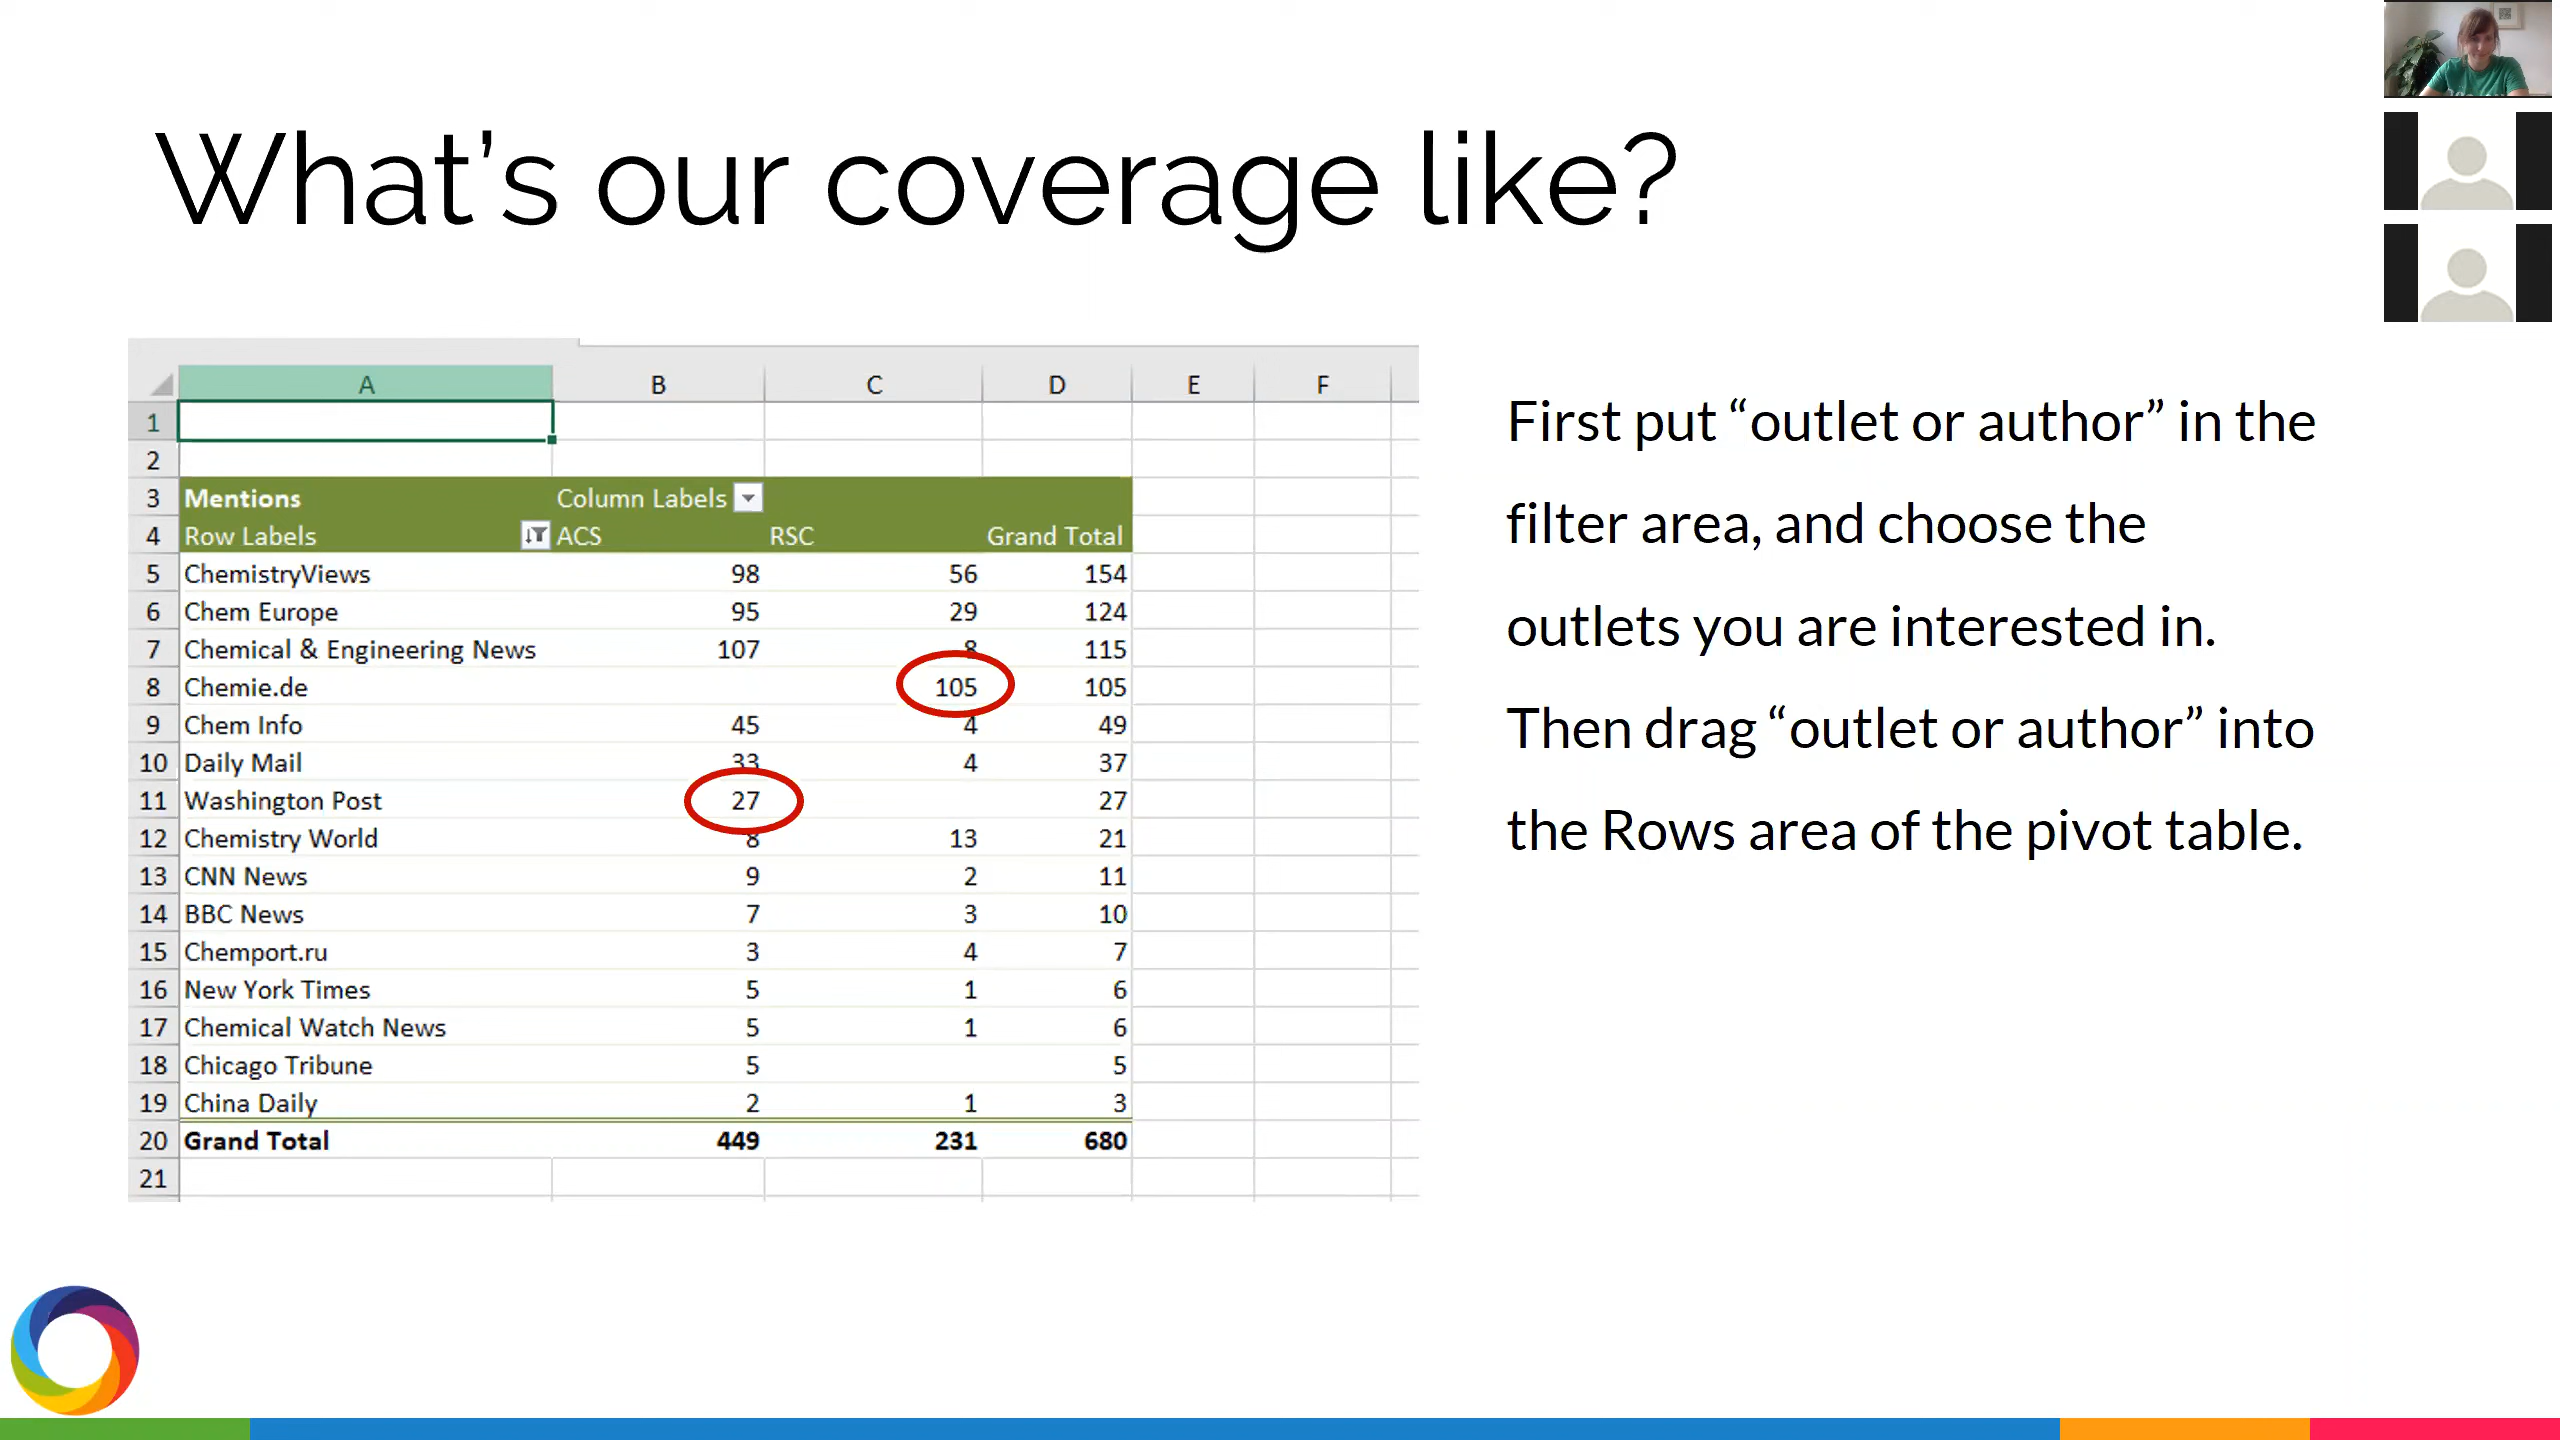 What's our coverage like?
A B C D E F
1
2
3 Mentions Column Labels
4 Row Labels ACS RSC Grand Total
5 ChemistryViews 98 56 154
6 Chem Europe 95 29 124
7 Chemical & Engineering News 107 8 115
8 Chemie.de 105 105
9 Chem Info 45 4 49
10 Daily Mail 33 4 37
11 Washington Post 27 27
12 Chemistry World 8 13 21
13 CNN News 9 2 11
14 BBC News 7 3 10
15 Chemport.ru 3 4 7
16 New York Times 5 1 6
17 Chemical Watch News 5 1 6
18 Chicago Tribune 5 5
19 China Daily 2 1 3
20 Grand Total 449 231 680
21
First put “outlet or author” in the
filter area, and choose the
outlets you are interested in.
Then drag “outlet or author” into
the Rows area of the pivot table.